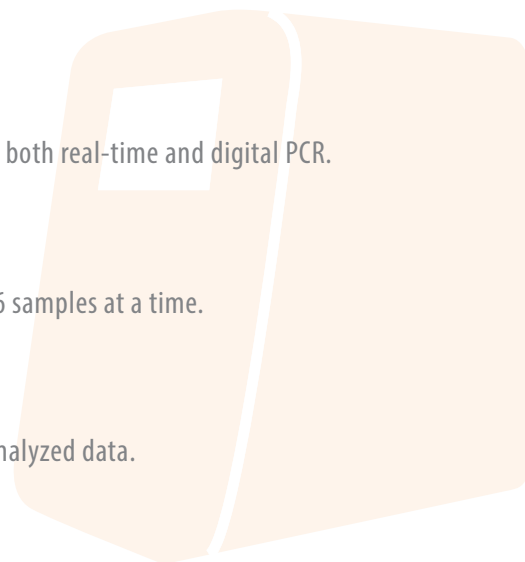 both real-time and digital PCR.
6 samples at a time.
nalyzed data.